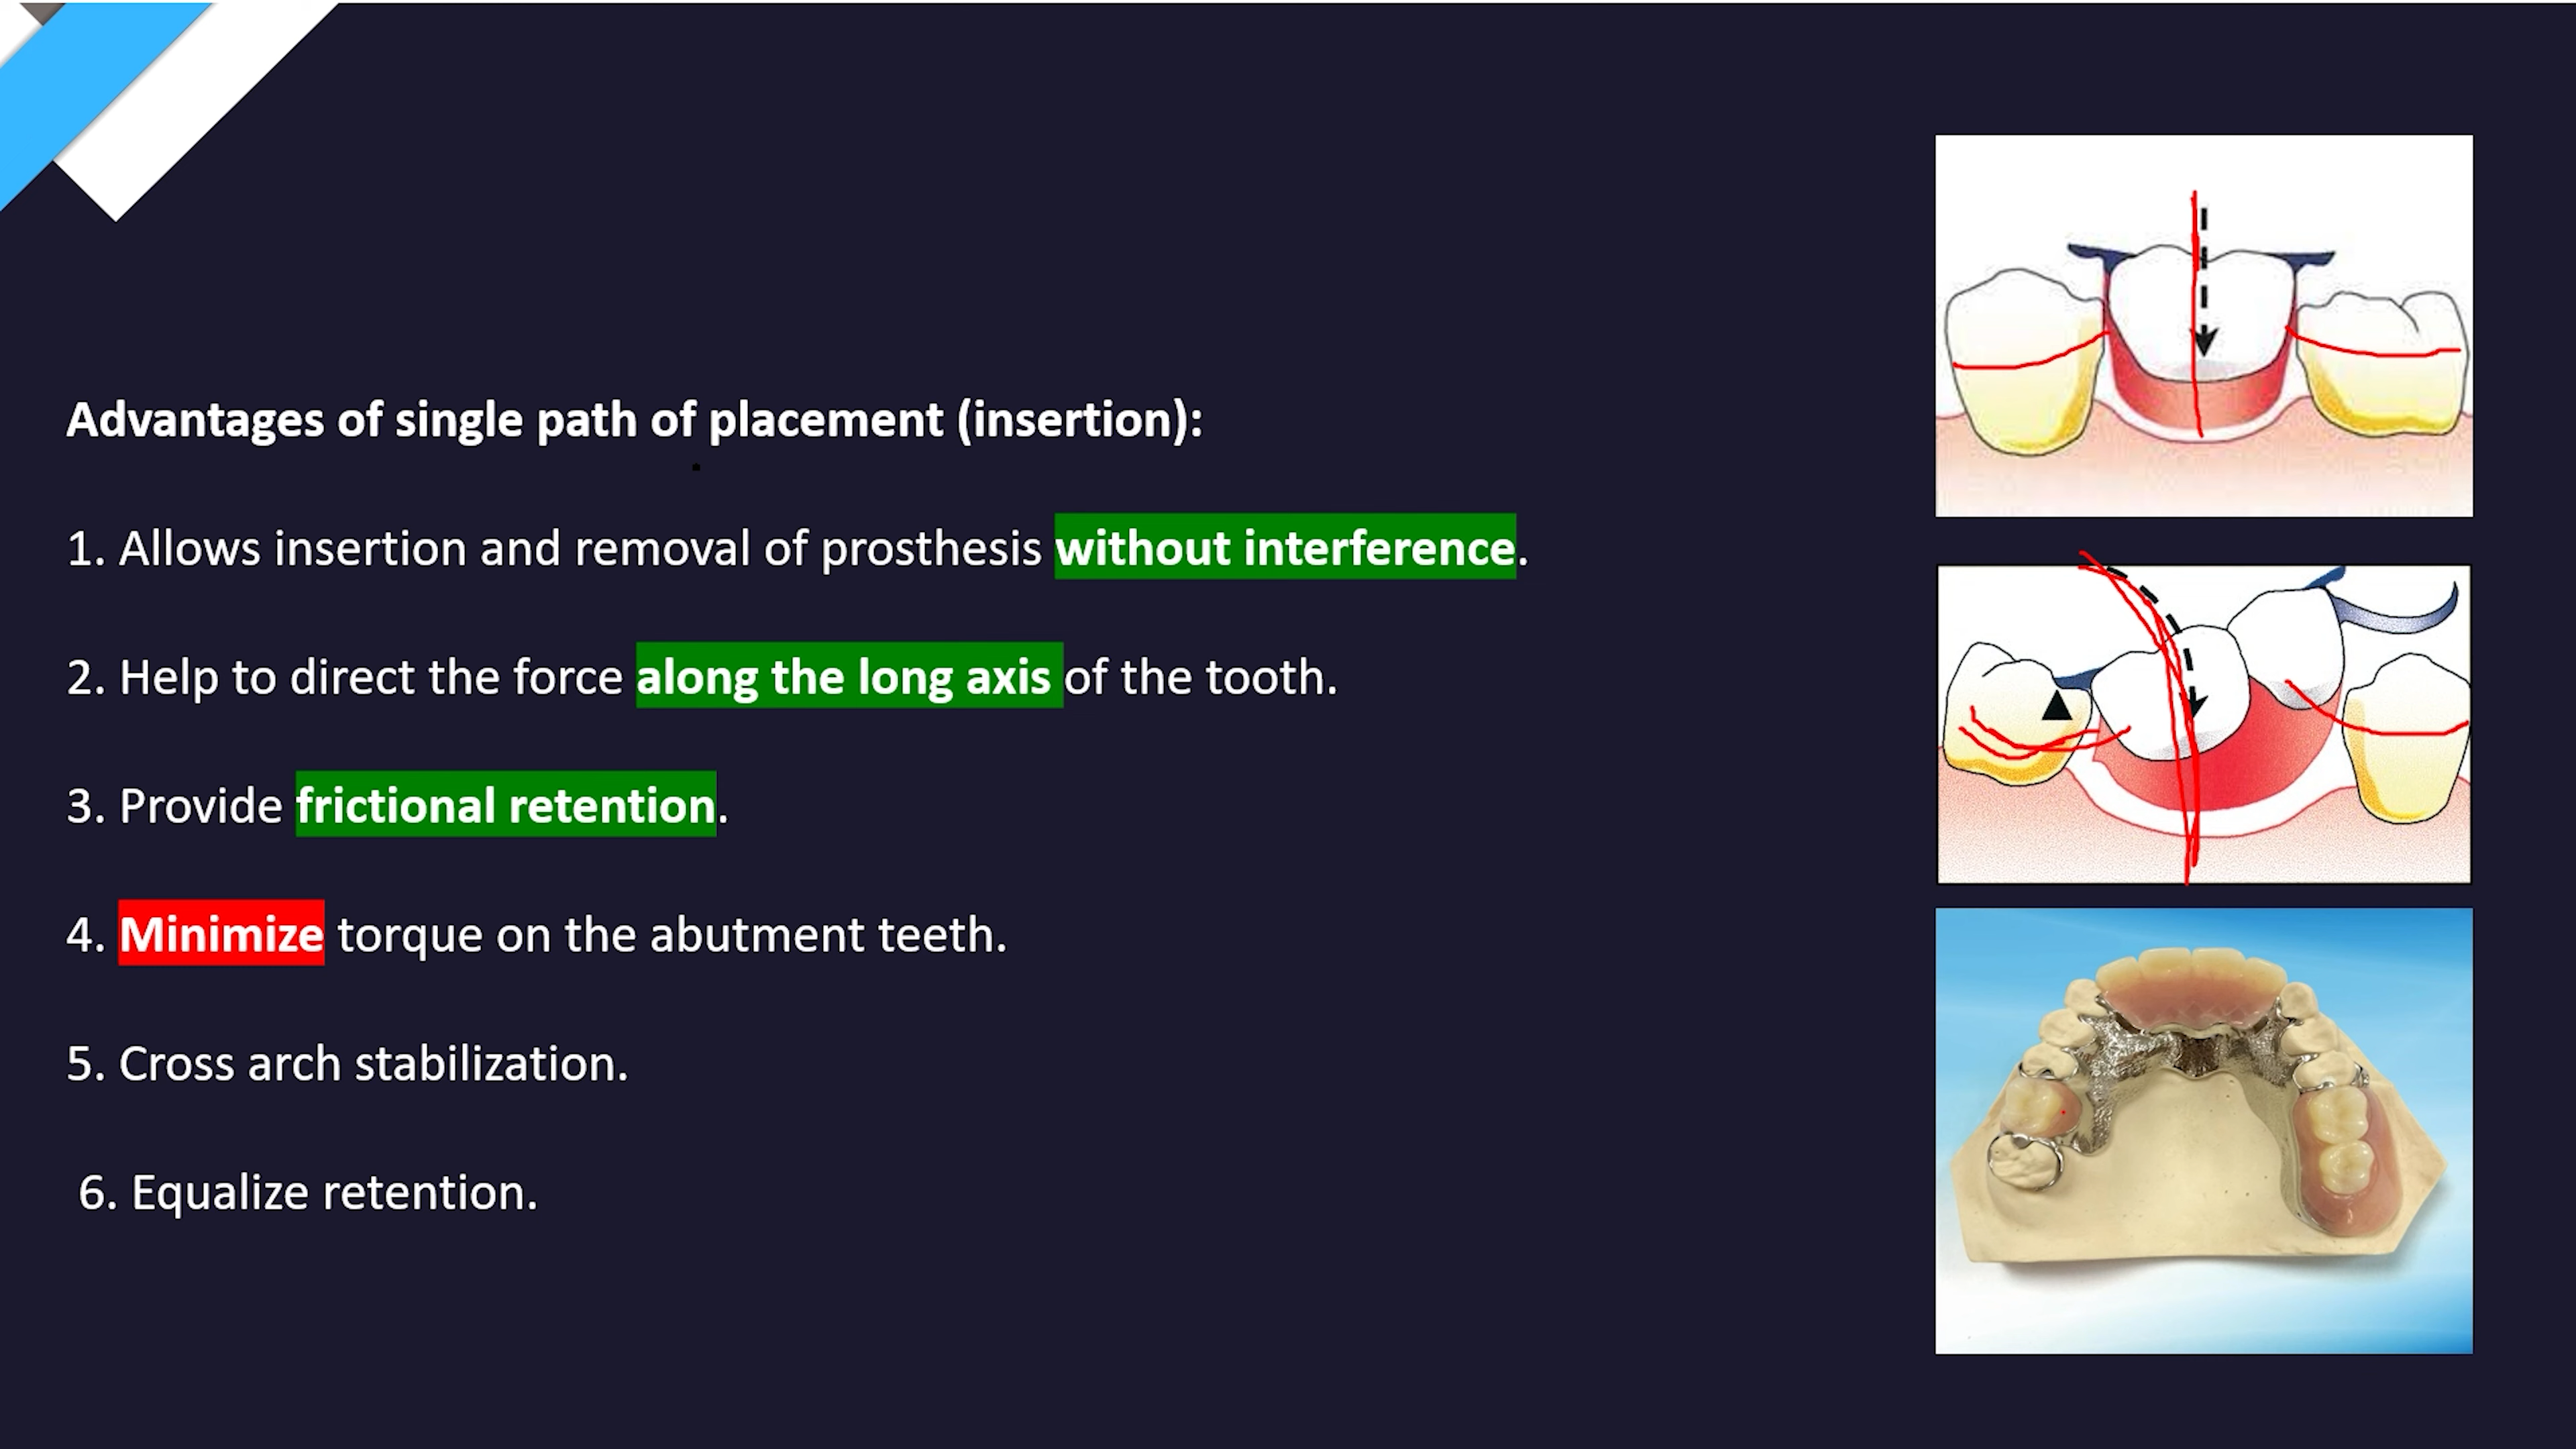 Advantages of single path of placement (insertion):
1. Allows insertion and removal of prosthesis without interference.
2. Help to direct the force along the long axis of the tooth.
3. Provide frictional retention.
4. Minimize torque on the abutment teeth.
5. Cross arch stabilization.
6. Equalize retention.